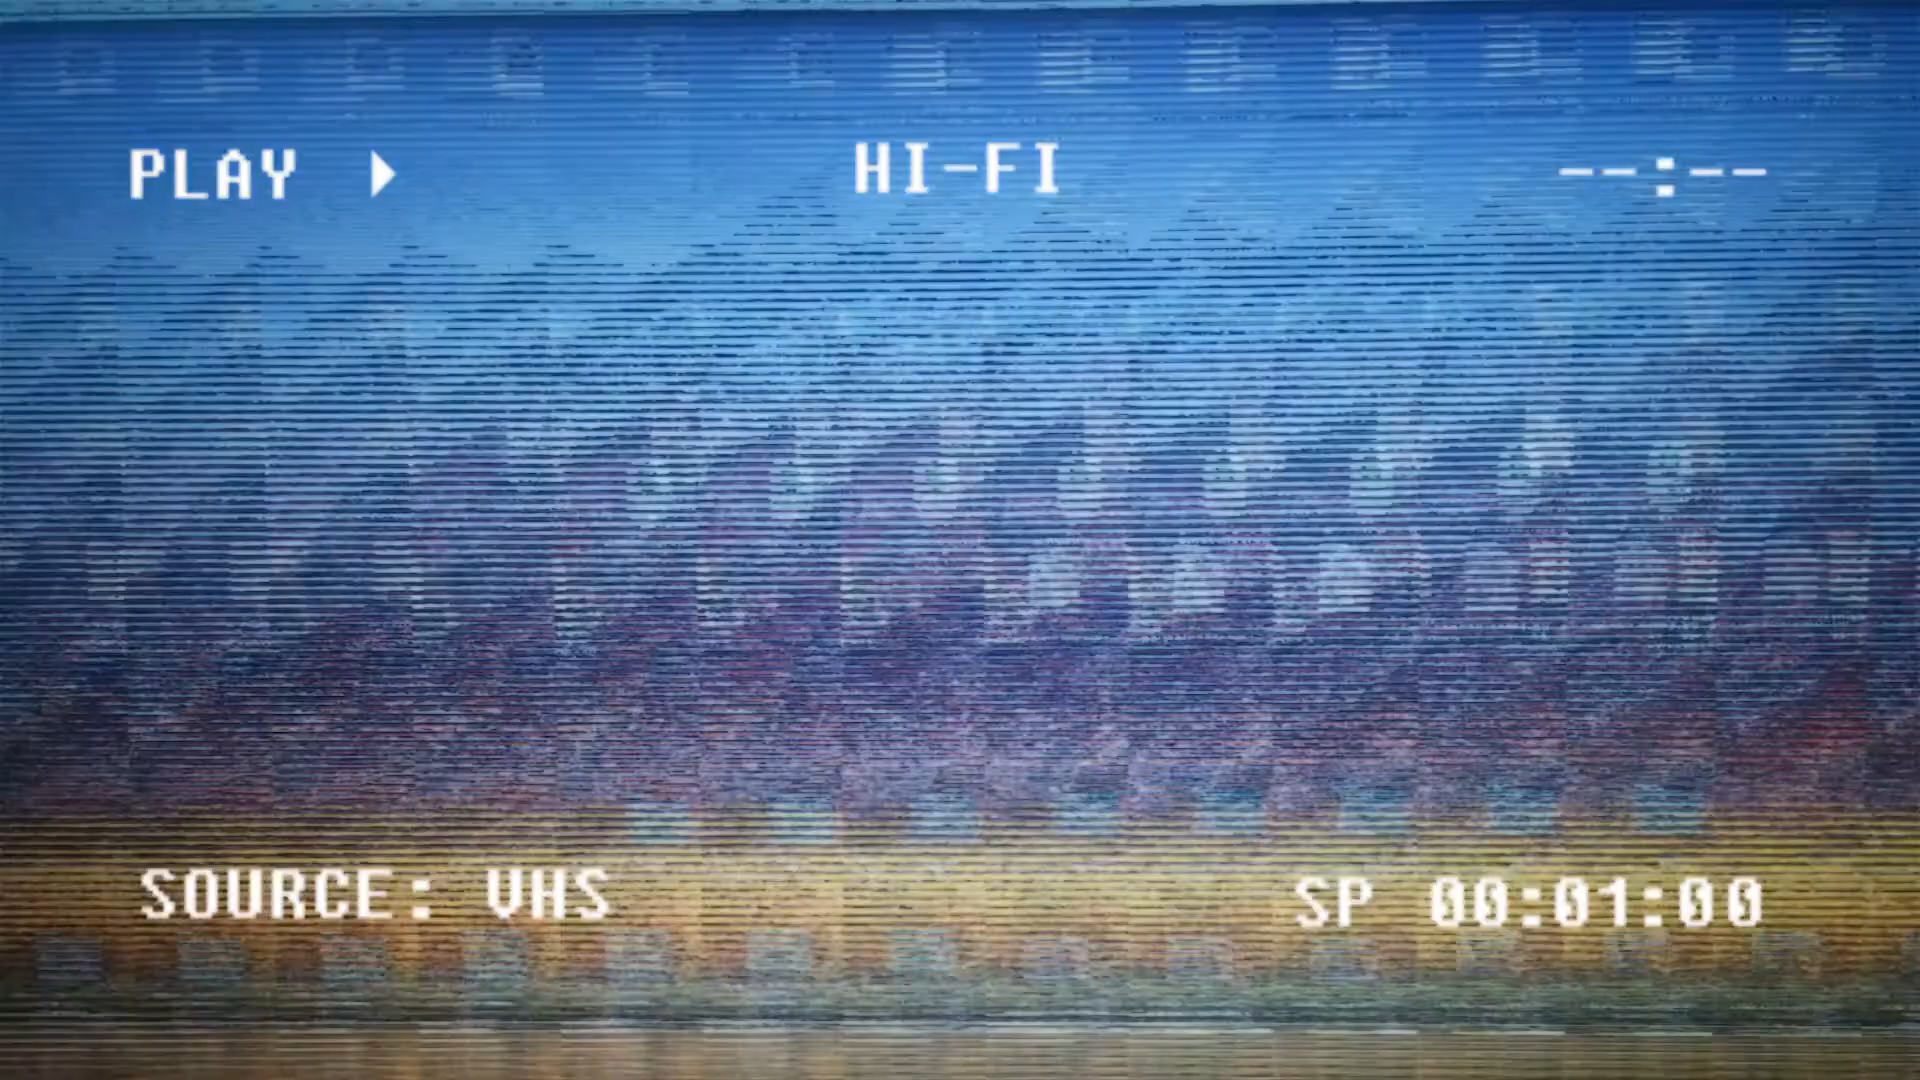 PLAY ▶
HI-FI
--:--
SOURCE: VHS
SP 00:01:00